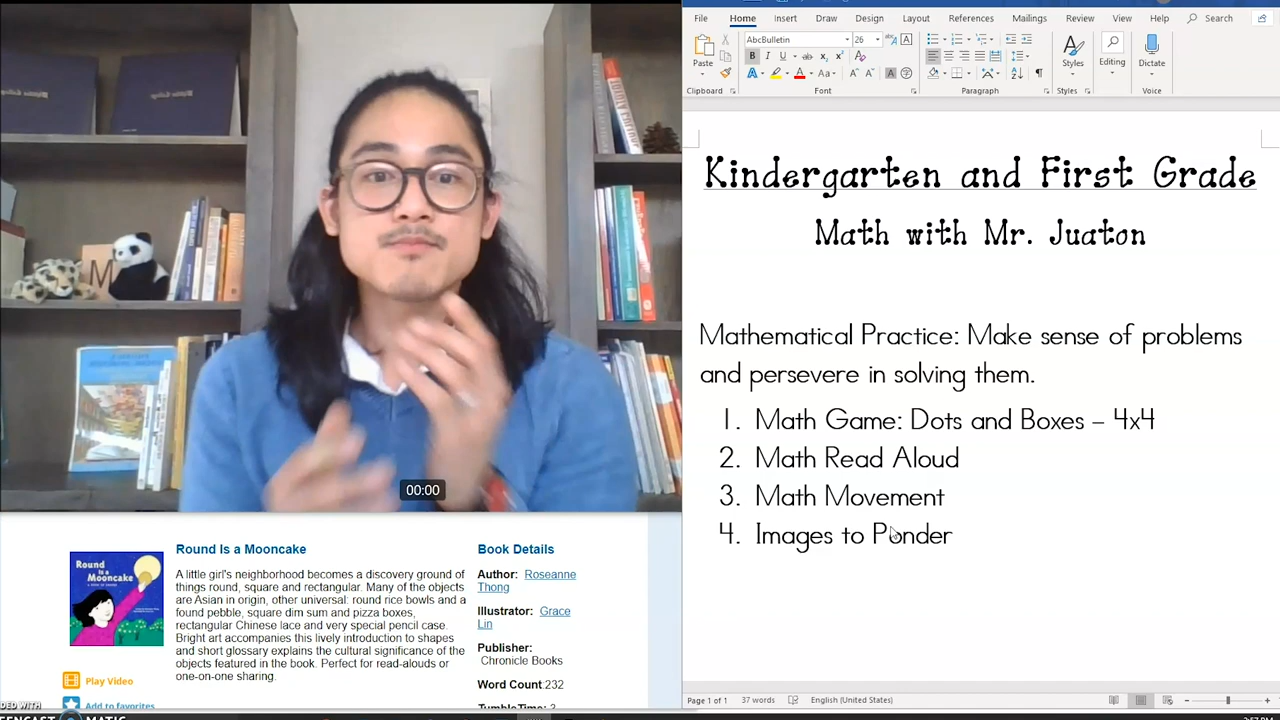 File Home Insert Draw Design Layout References Mailings Review View Help Search
AbcBulletin 26
Paste
Styles
Editing
Dictate
Clipboard Font Paragraph Styles Voice
Kindergarten and First Grade
Math with Mr. Juaton
Mathematical Practice: Make sense of problems
and persevere in solving them.
1. Math Game: Dots and Boxes – 4x4
2. Math Read Aloud
3. Math Movement
4. Images to Ponder
Page 1 of 1 37 words English (United States)
M
00:00
Round
Is a
Mooncake
Round Is a Mooncake
A little girl's neighborhood becomes a discovery ground of
things round, square and rectangular. Many of the objects
are Asian in origin, other universal: round rice bowls and a
found pebble, square dim sum and pizza boxes,
rectangular Chinese lace and very special pencil case.
Bright art accompanies this lively introduction to shapes
and short glossary explains the cultural significance of the
objects featured in the book. Perfect for read-alouds or
one-on-one sharing.
Play Video
Add to favorites
Book Details
Author: Roseanne
Thong
Illustrator: Grace
Lin
Publisher:
Chronicle Books
Word Count:232